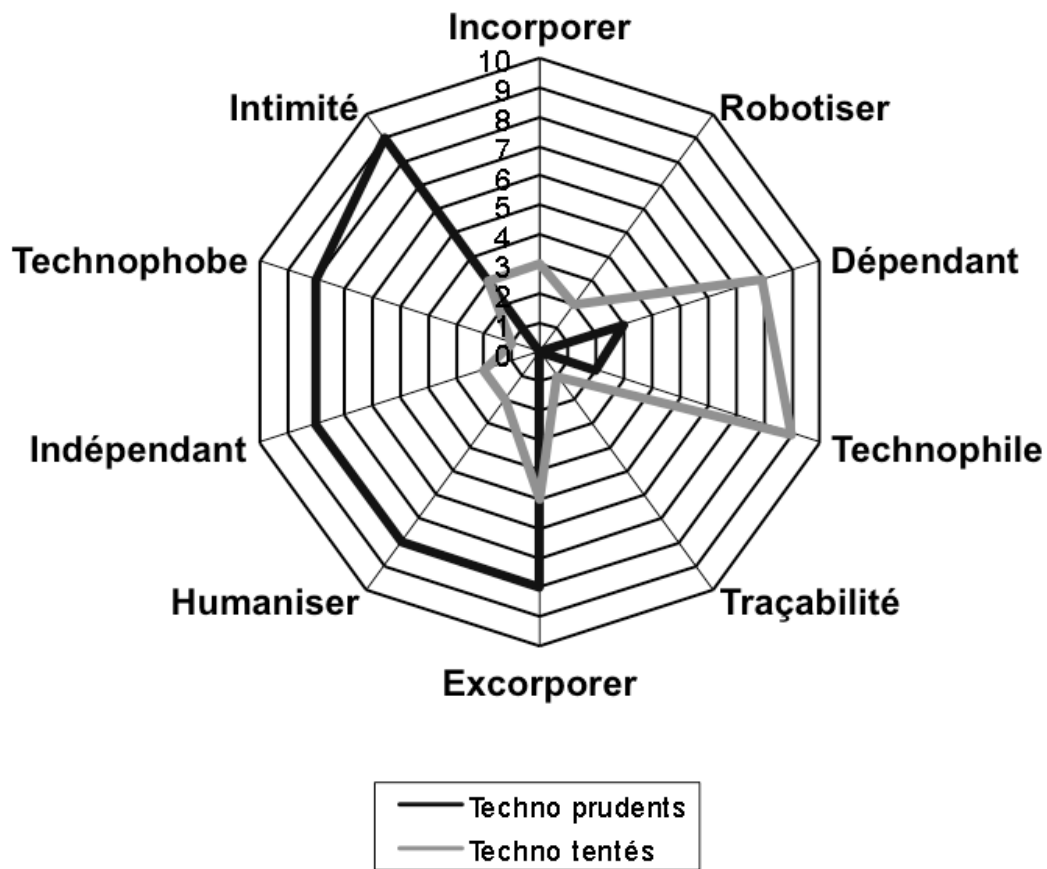 Incorporer
10
9
8
7
6
5
4
3
2
1
0
Intimité
Robotiser
Technophobe
Dépendant
Indépendant
Technophile
Humaniser
Traçabilité
Excorporer
Techno prudents
Techno tentés